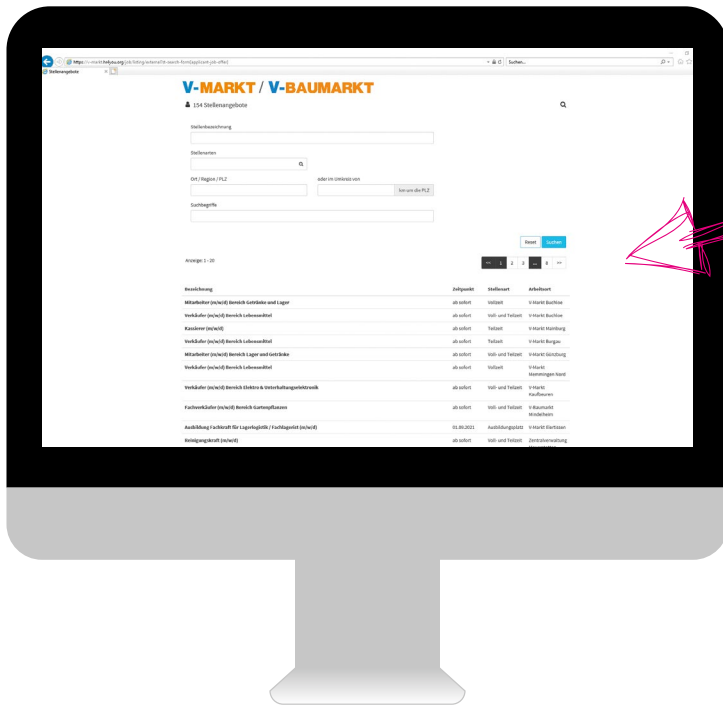 Stellenangebote
Suchen...
V-MARKT / V-BAUMARKT
154 Stellenangebote
Stellenbezeichnung
Stellenarten
Ort / Region / PLZ
oder im Umkreis von
km um die PLZ
Suchbegriffe
Reset Suchen
Anzeige: 1 - 20
<< 1 2 3 ... 8 >>
Bezeichnung Zeitpunkt Stellenart Arbeitsort
Mitarbeiter (m/w/d) Bereich Getränke und Lager ab sofort Vollzeit V-Markt Buchloe
Verkäufer (m/w/d) Bereich Lebensmittel ab sofort Voll- und Teilzeit V-Markt Buchloe
Kassierer (m/w/d) ab sofort Teilzeit V-Markt Mainburg
Verkäufer (m/w/d) Bereich Lebensmittel ab sofort Teilzeit V-Markt Burgau
Mitarbeiter (m/w/d) Bereich Lager und Getränke ab sofort Voll- und Teilzeit V-Markt Günzburg
Verkäufer (m/w/d) Bereich Lebensmittel ab sofort Vollzeit V-Markt
Memmingen Nord
Verkäufer (m/w/d) Bereich Elektro & Unterhaltungselektronik ab sofort Voll- und Teilzeit V-Markt
Kaufbeuren
Fachverkäufer (m/w/d) Bereich Gartenpflanzen ab sofort Voll- und Teilzeit V-Baumarkt
Mindelheim
Ausbildung Fachkraft für Lagerlogistik / Fachlagerist (m/w/d) 01.09.2021 Ausbildungsplatz V-Markt
Reinigungskraft (m/w/d) ab sofort Voll- und Teilzeit Zentralverwaltung